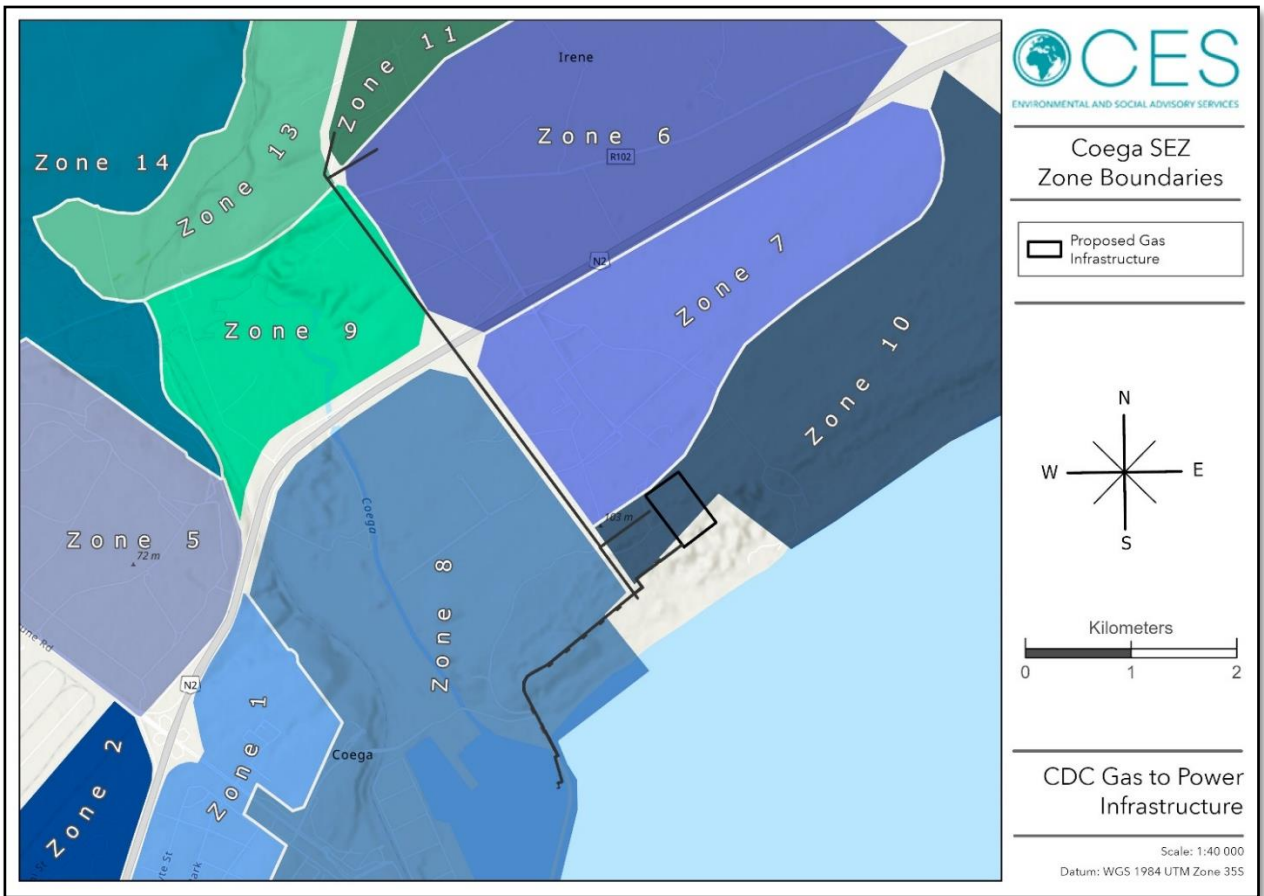 Zone 11
Irene
Zone 6
Zone 13
Zone 14
R102
N2
Zone 7
Zone 9
Zone 10
Coega
103 m
Zone 5
72 m
Zone 8
N2
Zone 1
Coega
Zone 2
CES
ENVIRONMENTAL AND SOCIAL ADVISORY SERVICES
Coega SEZ
Zone Boundaries
Proposed Gas
Infrastructure
N
W
E
S
Kilometers
0 1 2
CDC Gas to Power
Infrastructure
Scale: 1:40 000
Datum: WGS 1984 UTM Zone 35S